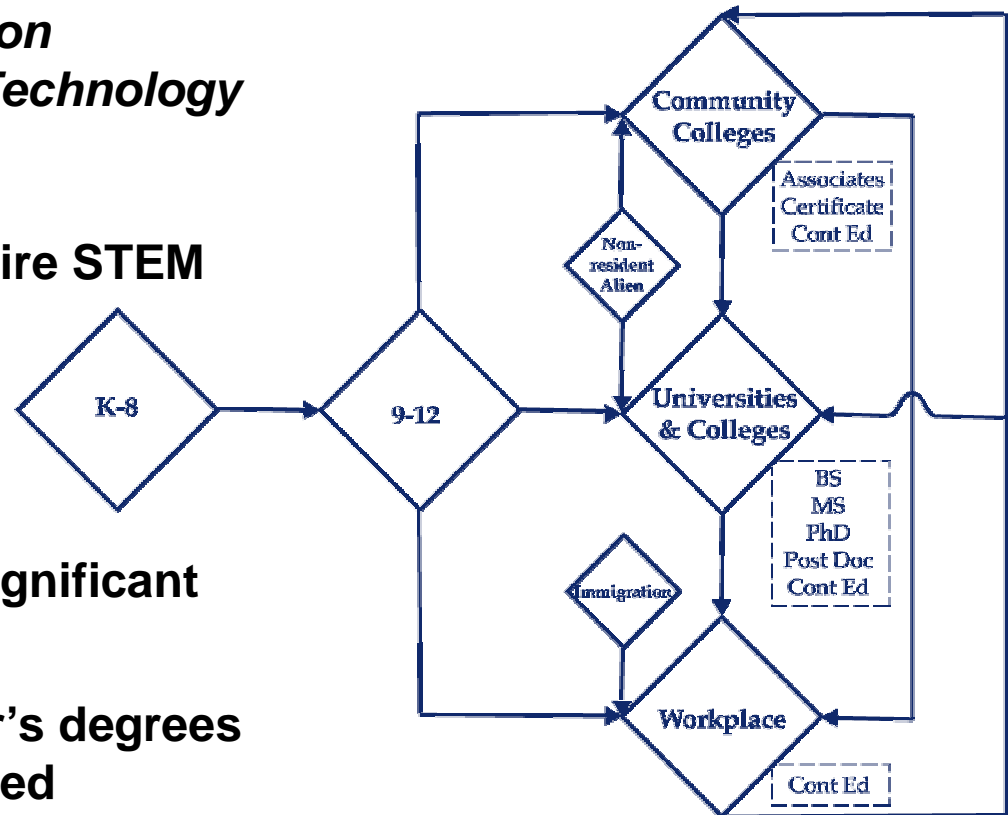 on
Technology
ire STEM
gnificant
r's degrees
ed
K-8
9-12
Community
Colleges
Associates
Certificate
Cont Ed
Non-
resident
Alien
Universities
& Colleges
BS
MS
PhD
Post Doc
Cont Ed
Immigration
Workplace
Cont Ed